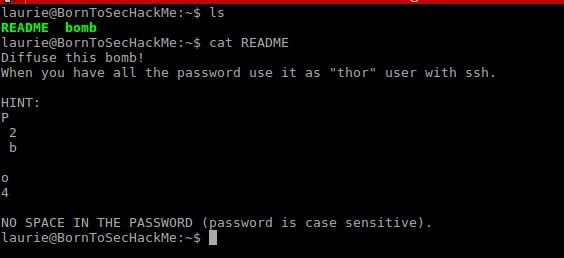 laurie@BornToSecHackMe:~$ ls
README  bomb
laurie@BornToSecHackMe:~$ cat README
Diffuse this bomb!
When you have all the password use it as "thor" user with ssh.
HINT:
P
 2
 b
o
4
NO SPACE IN THE PASSWORD (password is case sensitive).
laurie@BornToSecHackMe:~$